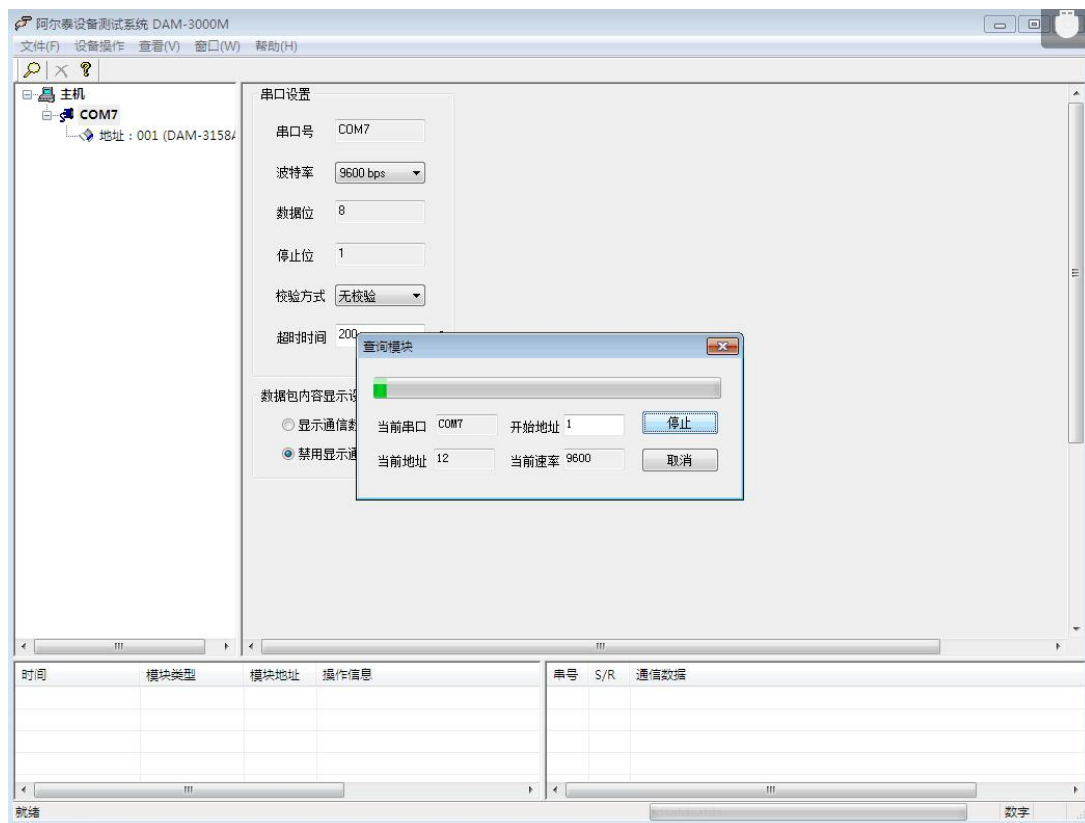 阿尔泰设备测试系统 DAM-3000M
文件(F) 设备操作 查看(V) 窗口(W) 帮助(H)
主机
COM7
地址：001 (DAM-3158A
串口设置
串口号 COM7
波特率 9600 bps
数据位 8
停止位 1
校验方式 无校验
超时时间 200
数据包内容显示设
显示通信数
禁用显示通
查询模块
当前串口 COM7 开始地址 1 停止
当前地址 12 当前速率 9600 取消
时间 模块类型 模块地址 操作信息
串号 S/R 通信数据
就绪 数字